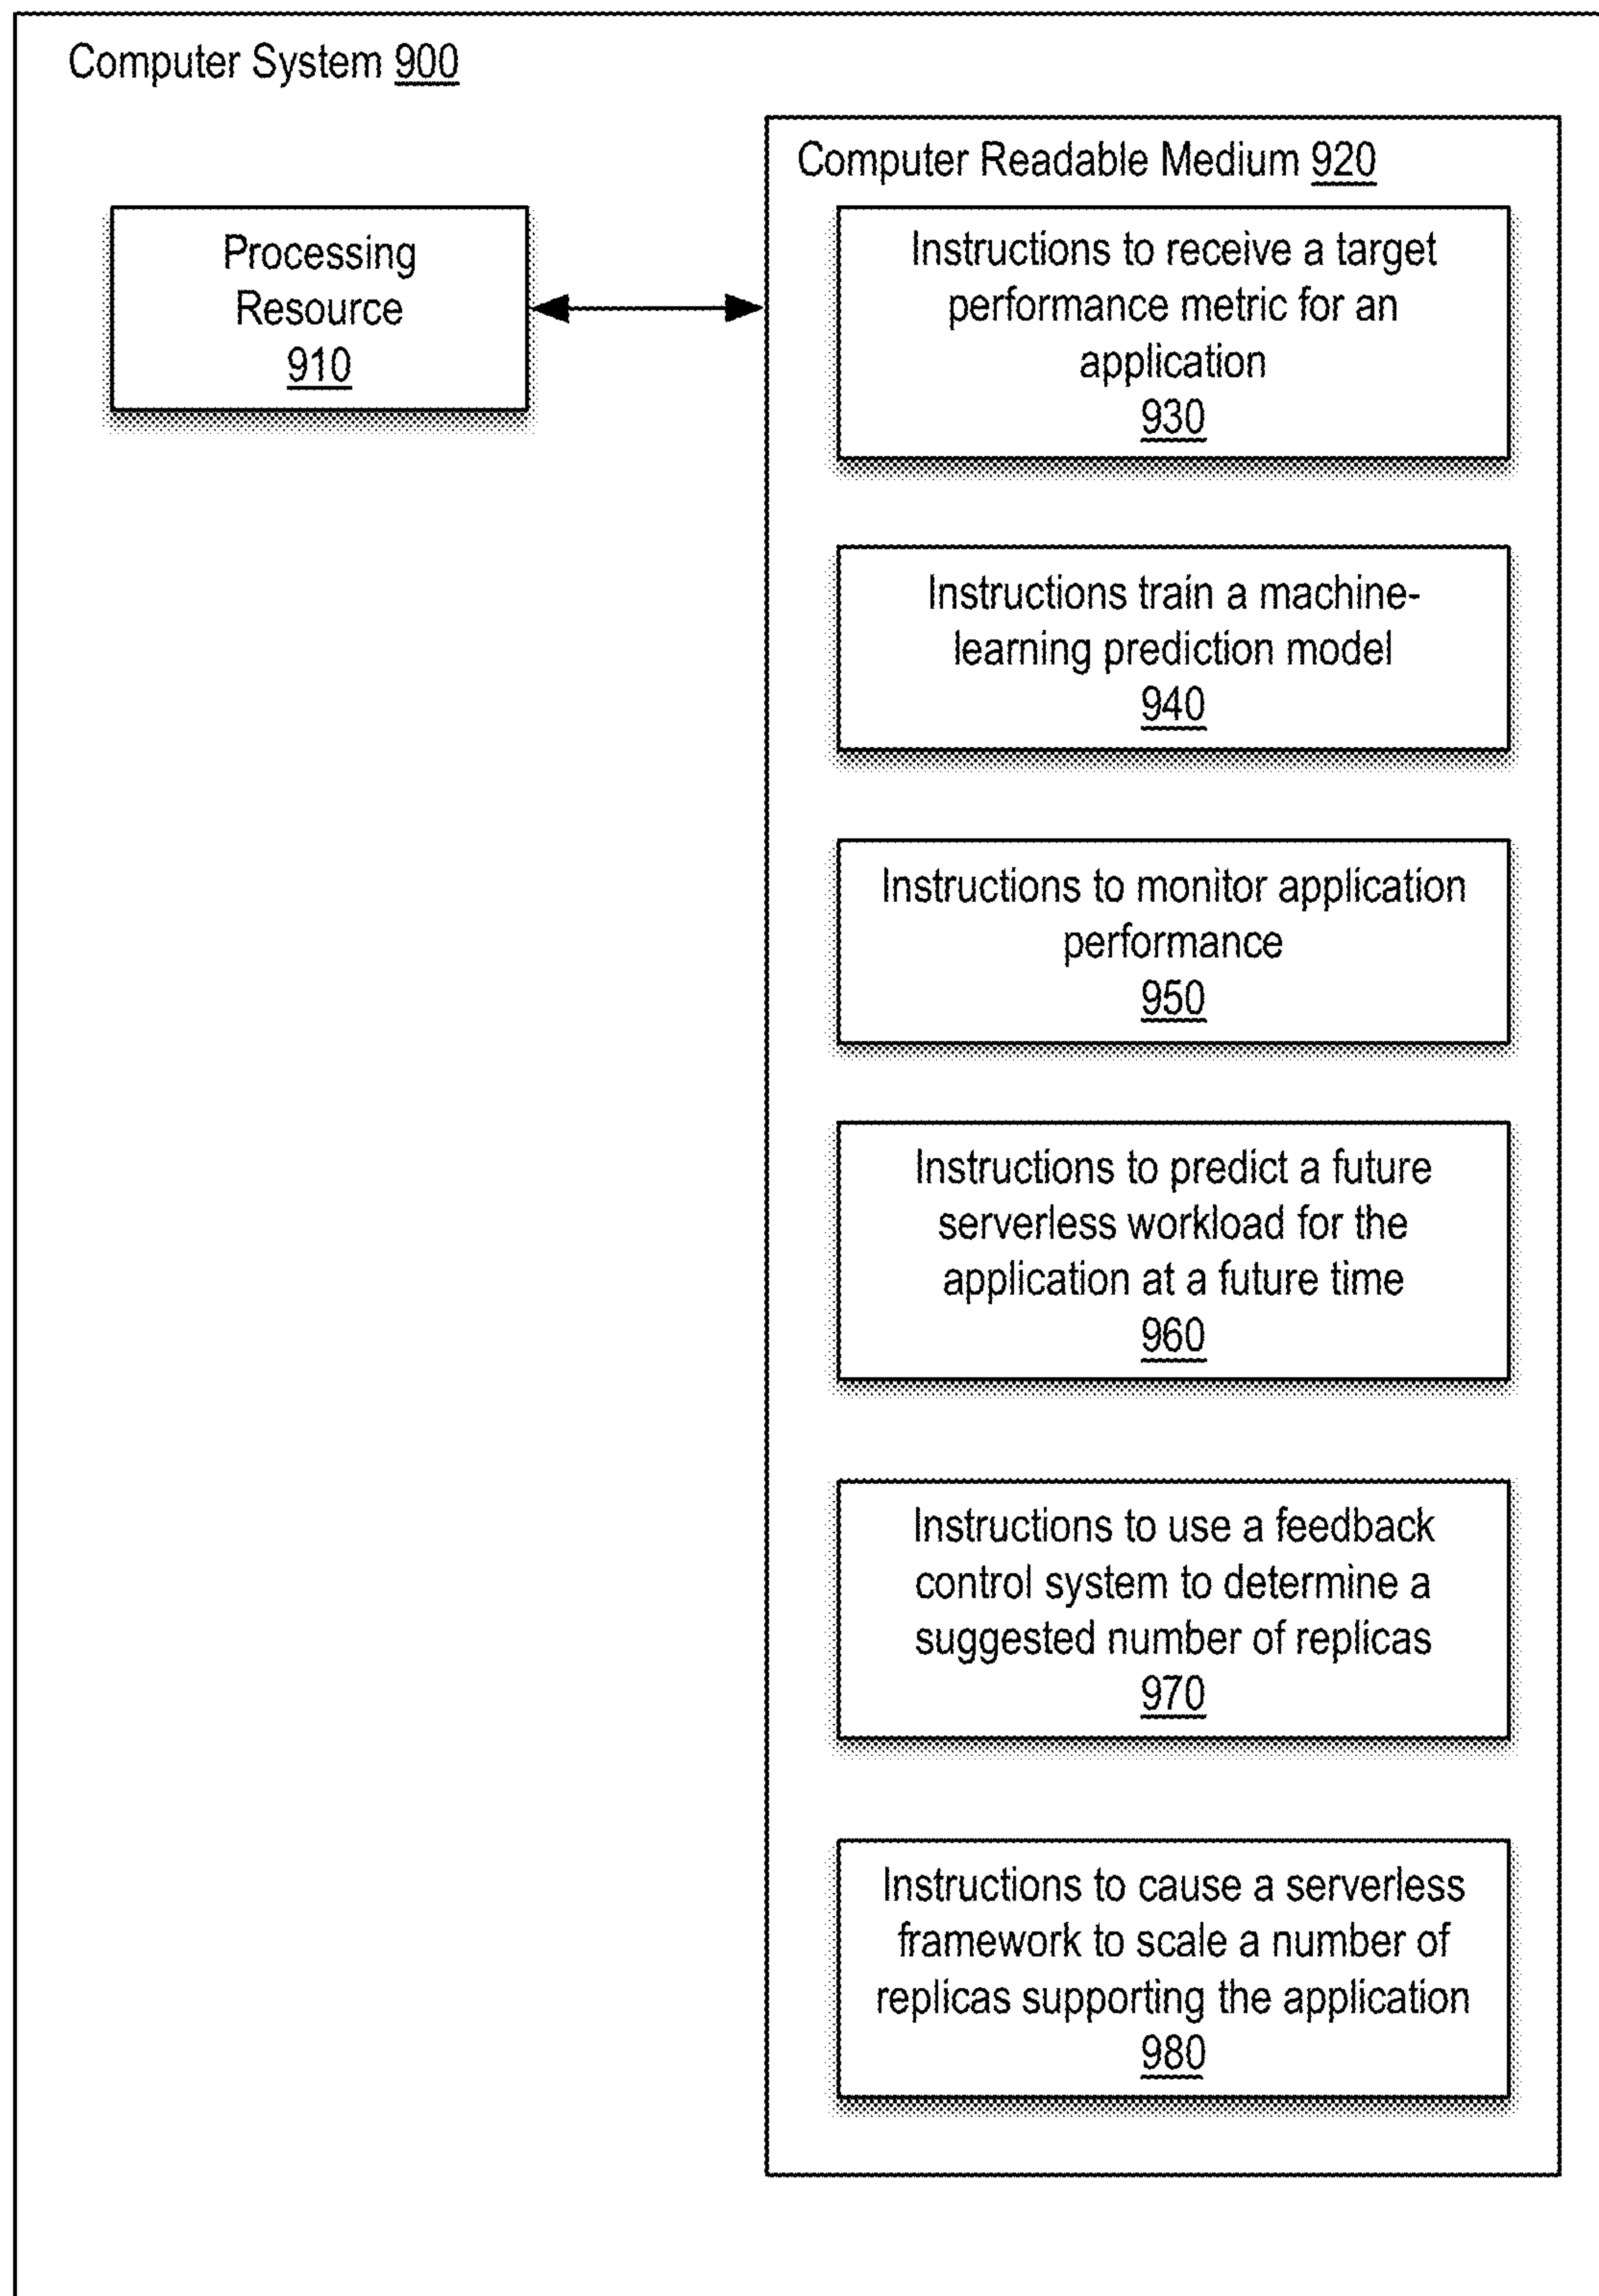 Computer System 900
Processing
Resource
910
Computer Readable Medium 920
Instructions to receive a target
performance metric for an
application
930
Instructions train a machine-
learning prediction model
940
Instructions to monitor application
performance
950
Instructions to predict a future
serverless workload for the
application at a future time
960
Instructions to use a feedback
control system to determine a
suggested number of replicas
970
Instructions to cause a serverless
framework to scale a number of
replicas supporting the application
980